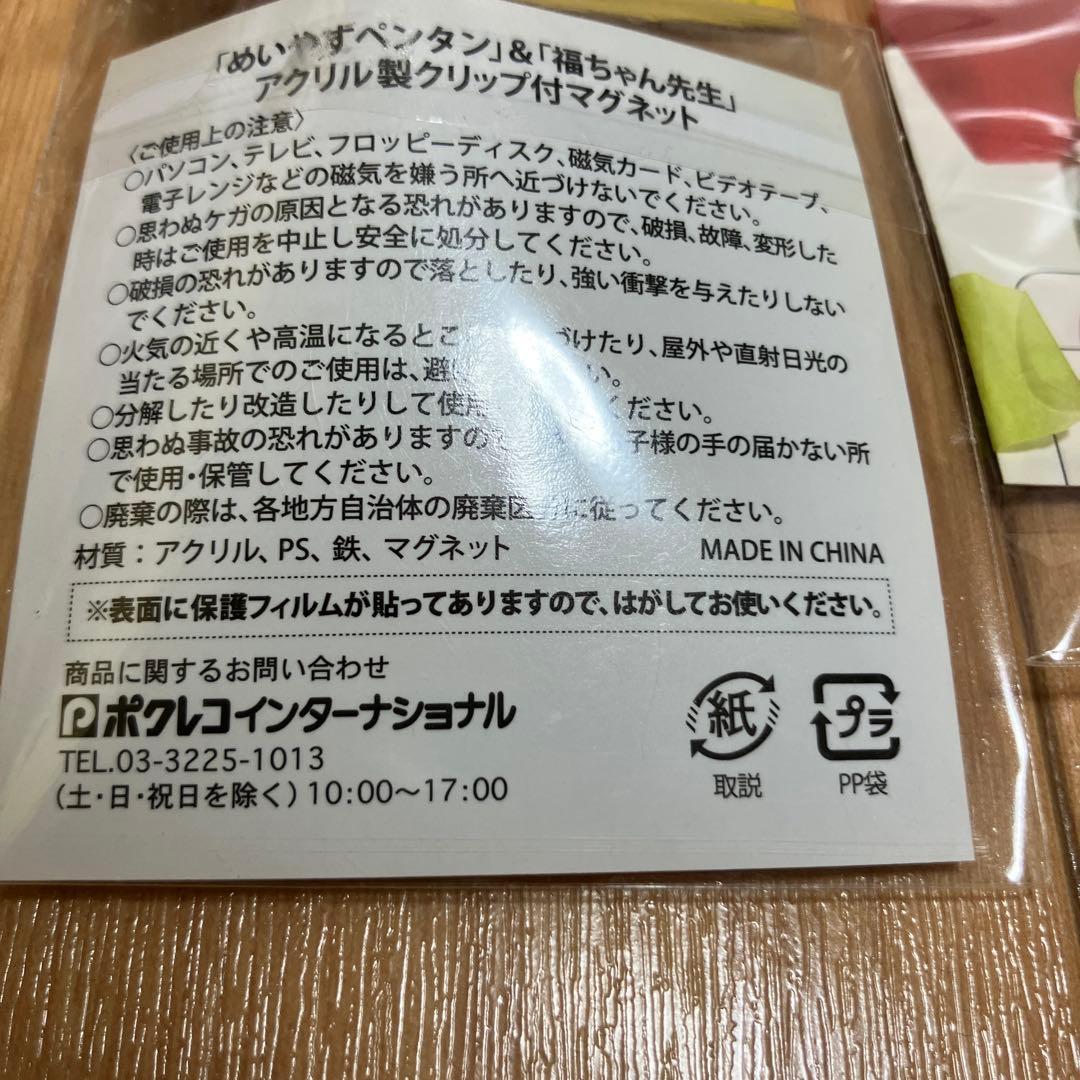 「めいやすペンタン」&「福ちゃん先生」
アクリル製クリップ付マグネット
〈ご使用上の注意〉
○パソコン、テレビ、フロッピーディスク、磁気カード、ビデオテープ、
電子レンジなどの磁気を嫌う所へ近づけないでください。
○思わぬケガの原因となる恐れがありますので、破損、故障、変形した
時はご使用を中止し安全に処分してください。
○破損の恐れがありますので落としたり、強い衝撃を与えたりしない
でください。
○火気の近くや高温になるとこ づけたり、屋外や直射日光の
当たる場所でのご使用は、避 い。
○分解したり改造したりして使 ください。
○思わぬ事故の恐れがありますの 子様の手の届かない所
で使用・保管してください。
○廃棄の際は、各地方自治体の廃棄区 に従ってください。
材質：アクリル、PS、鉄、マグネット MADE IN CHINA
※表面に保護フィルムが貼ってありますので、はがしてお使いください。
商品に関するお問い合わせ
ポクレコインターナショナル
TEL.03-3225-1013
(土・日・祝日を除く) 10:00〜17:00
紙
取説
プラ
PP袋